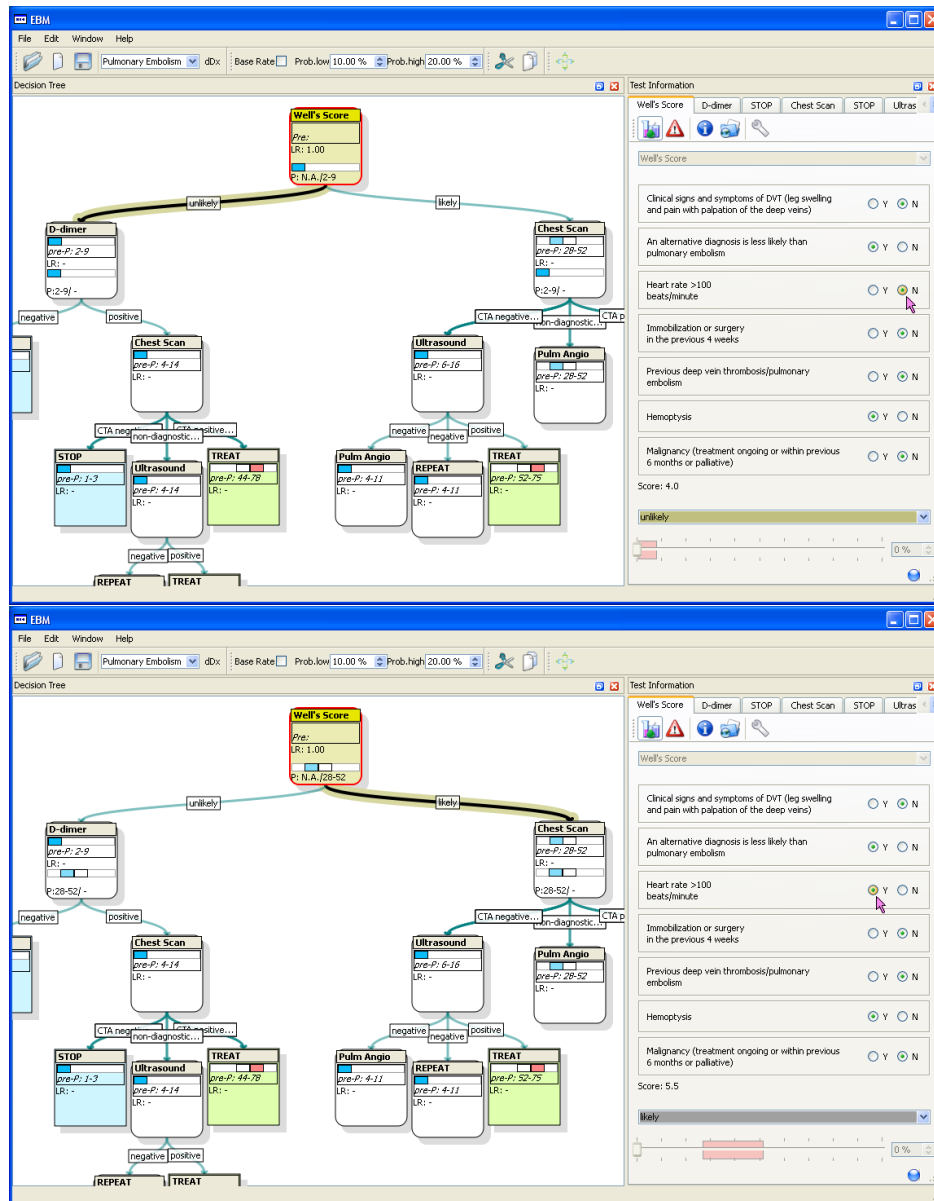 EBM
File Edit Window Help
Pulmonary Embolism dDx Base Rate Prob.low 10.00 % Prob.high 20.00 %
Decision Tree
Well's Score
Pre:
LR: 1.00
P: N.A./2-9
unlikely
likely
D-dimer
pre-P: 2-9
LR: -
P:2-9/ -
Chest Scan
pre-P: 28-52
LR: -
P:2-9/ -
negative
positive
CTA negative...
non-diagnostic...
CTA p
Chest Scan
pre-P: 4-14
LR: -
Ultrasound
pre-P: 6-16
LR: -
Pulm Angio
pre-P: 28-52
LR: -
CTA neg
CTA positive...
non-diagnostic...
negative
negative
positive
STOP
pre-P: 1-3
LR: -
Ultrasound
pre-P: 4-14
LR: -
TREAT
pre-P: 44-78
LR: -
Pulm Angio
pre-P: 4-11
LR: -
REPEAT
pre-P: 4-11
LR: -
TREAT
pre-P: 52-75
LR: -
negative
positive
REPEAT
TREAT
Test Information
Well's Score D-dimer STOP Chest Scan STOP Ultras
Well's Score
Clinical signs and symptoms of DVT (leg swelling
and pain with palpation of the deep veins) Y N
An alternative diagnosis is less likely than
pulmonary embolism Y N
Heart rate >100
beats/minute Y N
Immobilization or surgery
in the previous 4 weeks Y N
Previous deep vein thrombosis/pulmonary
embolism Y N
Hemoptysis Y N
Malignancy (treatment ongoing or within previous
6 months or palliative) Y N
Score: 4.0
unlikely
0 %
EBM
File Edit Window Help
Pulmonary Embolism dDx Base Rate Prob.low 10.00 % Prob.high 20.00 %
Decision Tree
Well's Score
Pre:
LR: 1.00
P: N.A./28-52
unlikely
likely
D-dimer
pre-P: 2-9
LR: -
P:28-52/ -
Chest Scan
pre-P: 28-52
LR: -
P:28-52/ -
negative
positive
CTA negative...
non-diagnostic...
CTA p
Chest Scan
pre-P: 4-14
LR: -
Ultrasound
pre-P: 6-16
LR: -
Pulm Angio
pre-P: 28-52
LR: -
CTA neg
CTA positive...
non-diagnostic...
negative
negative
positive
STOP
pre-P: 1-3
LR: -
Ultrasound
pre-P: 4-14
LR: -
TREAT
pre-P: 44-78
LR: -
Pulm Angio
pre-P: 4-11
LR: -
REPEAT
pre-P: 4-11
LR: -
TREAT
pre-P: 52-75
LR: -
negative
positive
REPEAT
TREAT
Test Information
Well's Score D-dimer STOP Chest Scan STOP Ultras
Well's Score
Clinical signs and symptoms of DVT (leg swelling
and pain with palpation of the deep veins) Y N
An alternative diagnosis is less likely than
pulmonary embolism Y N
Heart rate >100
beats/minute Y N
Immobilization or surgery
in the previous 4 weeks Y N
Previous deep vein thrombosis/pulmonary
embolism Y N
Hemoptysis Y N
Malignancy (treatment ongoing or within previous
6 months or palliative) Y N
Score: 5.5
likely
0 %